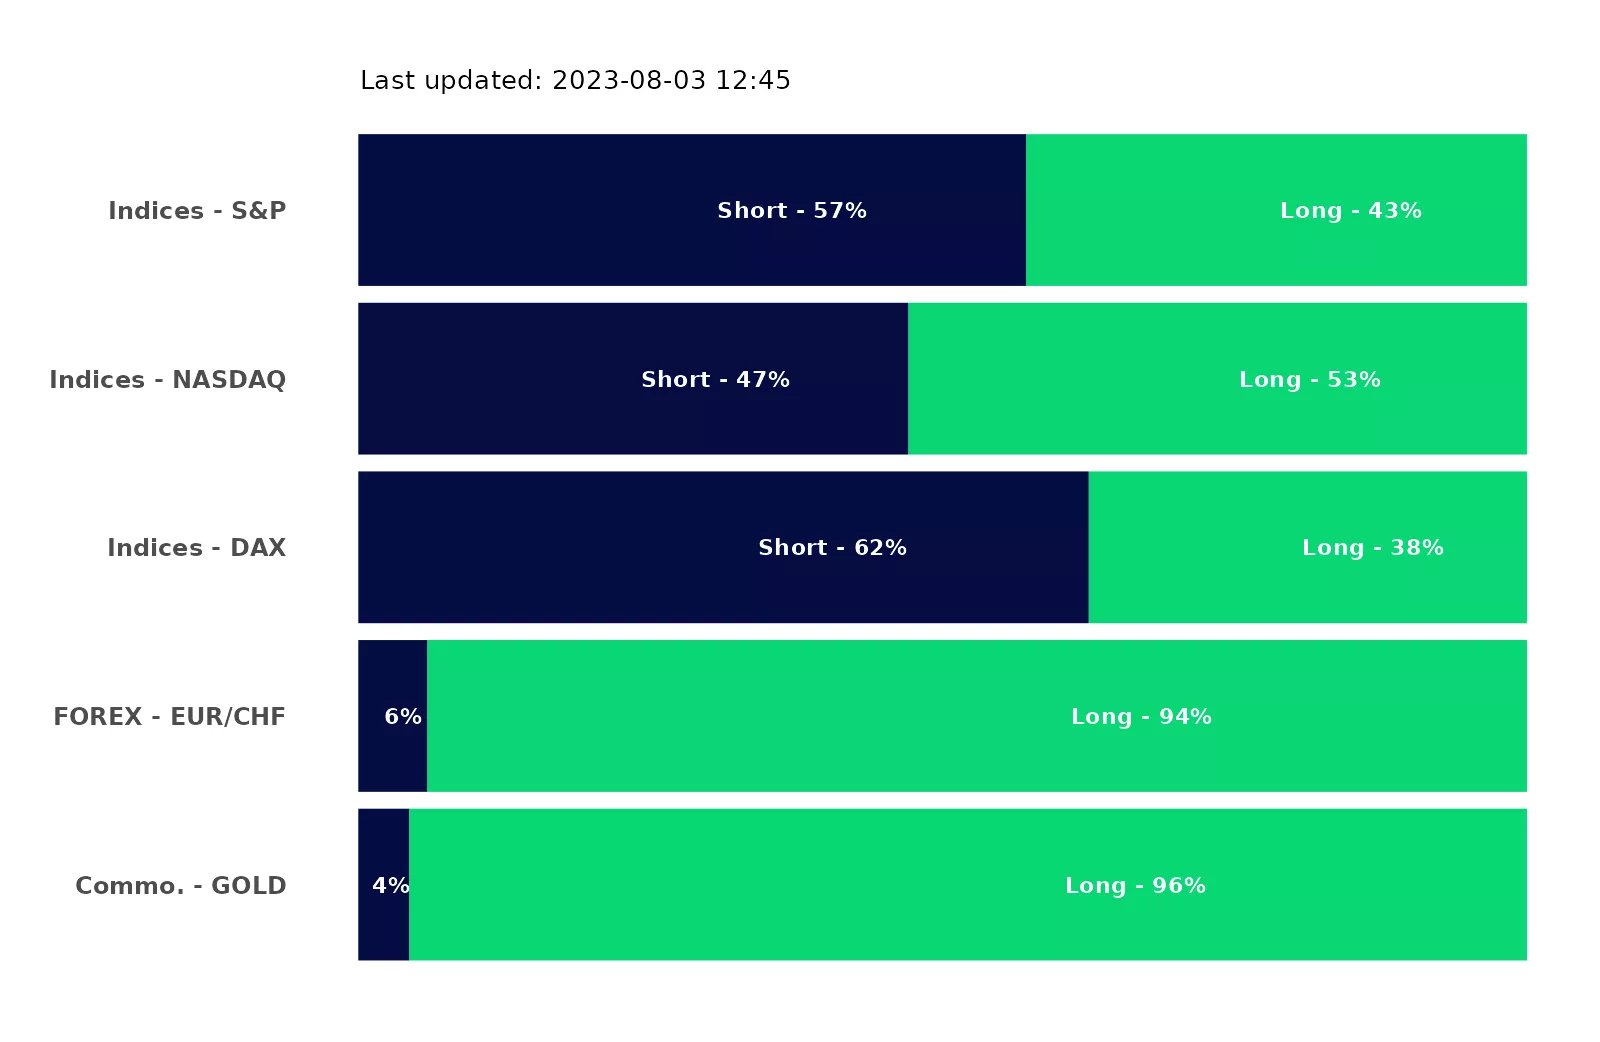 Last updated: 2023-08-03 12:45
Indices - S&P Short - 57% Long - 43%
Indices - NASDAQ Short - 47% Long - 53%
Indices - DAX Short - 62% Long - 38%
FOREX - EUR/CHF 6% Long - 94%
Commo. - GOLD 4% Long - 96%